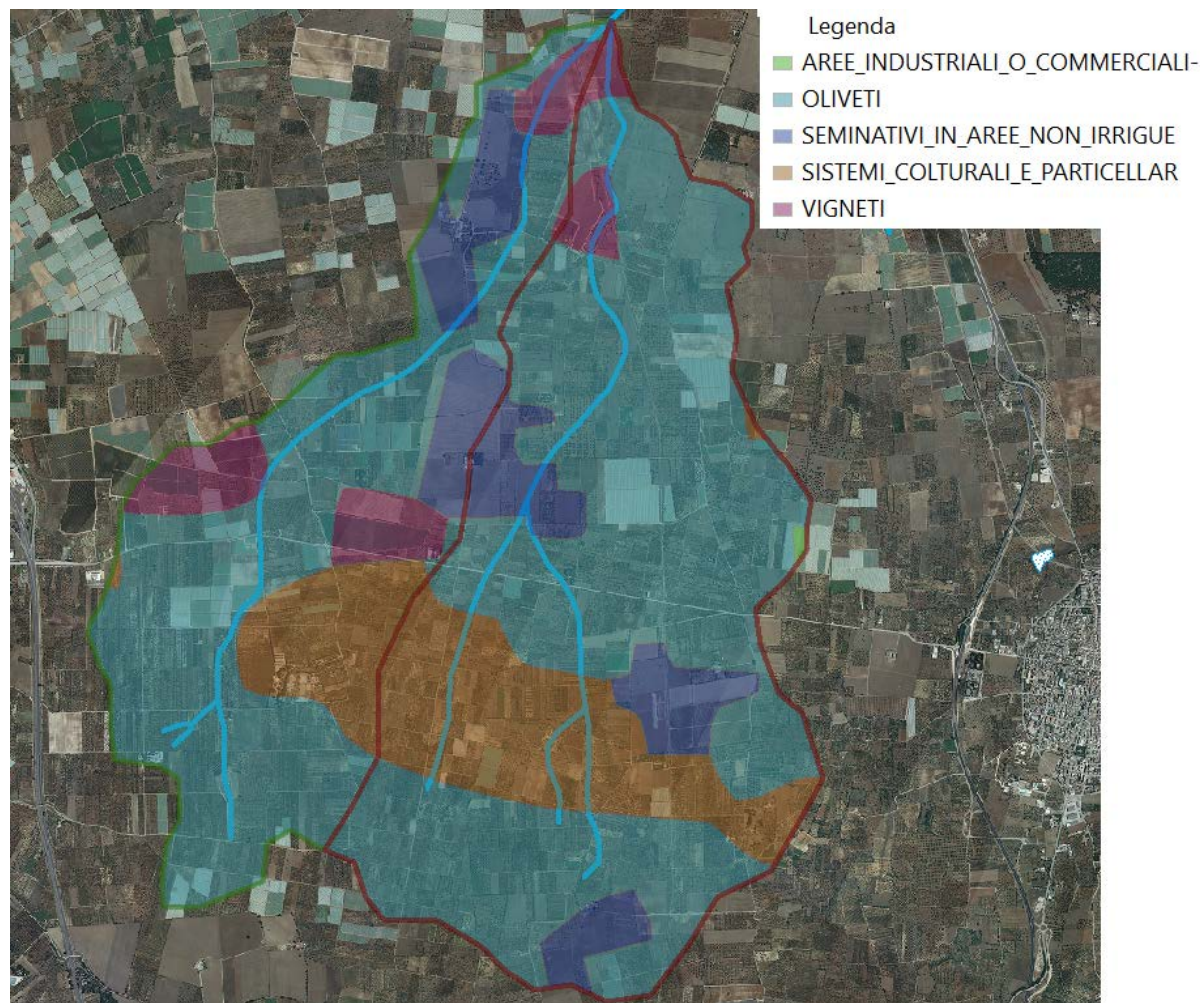 Legenda
AREE_INDUSTRIALI_O_COMMERCIALI-
OLIVETI
SEMINATIVI_IN_AREE_NON_IRRIGUE
SISTEMI_COLTURALI_E_PARTICELLAR
VIGNETI